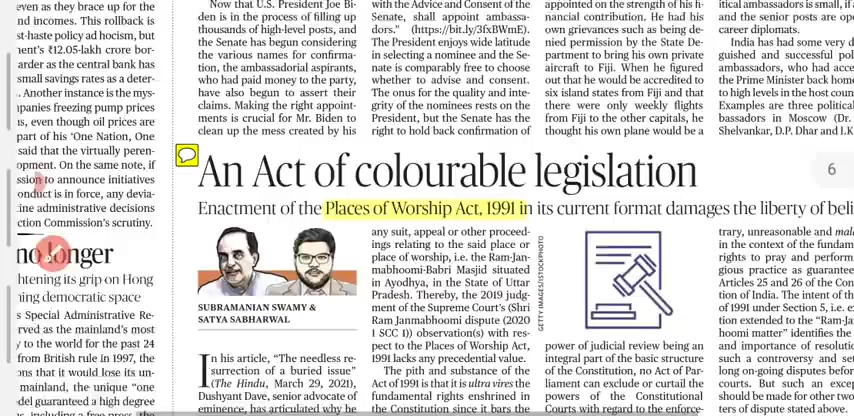 even as they brace up for the
nd incomes. This rollback is
st-haste policy ad hocism, but
ment's ₹12.05-lakh crore bor-
arder as the central bank has
small savings rates as a deter-
. Another instance is the mys-
mpanies freezing pump prices
us, even though oil prices are
part of his 'One Nation, One
said that the virtually peren-
opment. On the same note, if
ssion to announce initiatives
onduct is in force, any devia-
tine administrative decisions
ction Commission's scrutiny.
no longer
htening its grip on Hong
ning democratic space
s Special Administrative Re-
rved as the mainland's most
y to the world for the past 24
from British rule in 1997, the
ons that it would lose its un-
mainland, the unique "one
del guaranteed a high degree
us, including a free press, the
Now that U.S. President Joe Bi-
den is in the process of filling up
thousands of high-level posts, and
the Senate has begun considering
the various names for confirma-
tion, the ambassadorial aspirants,
who had paid money to the party,
have also begun to assert their
claims. Making the right appoint-
ments is crucial for Mr. Biden to
clean up the mess created by his
with the Advice and Consent of the
Senate, shall appoint ambassa-
dors." (https://bit.ly/3fxBWmE).
The President enjoys wide latitude
in selecting a nominee and the Se-
nate is comparably free to choose
whether to advise and consent.
The onus for the quality and inte-
grity of the nominees rests on the
President, but the Senate has the
right to hold back confirmation of
appointed on the strength of his fi-
nancial contribution. He had his
own grievances such as being de-
nied permission by the State De-
partment to bring his own private
aircraft to Fiji. When he figured
out that he would be accredited to
six island states from Fiji and that
there were only weekly flights
from Fiji to the other capitals, he
thought his own plane would be a
itical ambassadors is small, if a
and the senior posts are ope
career diplomats.
India has had some very d
guished and successful pol
ambassadors, who had acce
the Prime Minister back home
to high levels in the host coun
Examples are three political
bassadors in Moscow (Dr.
Shelvankar, D.P. Dhar and I.K
6
An Act of colourable legislation
Enactment of the Places of Worship Act, 1991 in its current format damages the liberty of beli
SUBRAMANIAN SWAMY &
SATYA SABHARWAL
In his article, "The needless re-
surrection of a buried issue"
(The Hindu, March 29, 2021),
Dushyant Dave, senior advocate of
eminence, has articulated why he
any suit, appeal or other proceed-
ings relating to the said place or
place of worship, i.e. the Ram-Jan-
mabhoomi-Babri Masjid situated
in Ayodhya, in the State of Uttar
Pradesh. Thereby, the 2019 judg-
ment of the Supreme Court's (Shri
Ram Janmabhoomi dispute (2020
1 SCC 1)) observation(s) with res-
pect to the Places of Worship Act,
1991 lacks any precedential value.
The pith and substance of the
Act of 1991 is that it is ultra vires the
fundamental rights enshrined in
the Constitution since it bars the
GETTY IMAGES/ISTOCKPHOTO
power of judicial review being an
integral part of the basic structure
of the Constitution, no Act of Par-
liament can exclude or curtail the
powers of the Constitutional
Courts with regard to the enforce-
trary, unreasonable and mala
in the context of the fundam
rights to pray and perform
gious practice as guarantee
Articles 25 and 26 of the Con
tion of India. The intent of th
of 1991 under Section 5, i.e. ex
tion extended to the "Ram-Ja
hoomi matter" identifies the
and importance of resolutio
such a controversy and set
long on-going disputes befor
courts. But such an excep
should be made for other two
ters of dispute stated above.